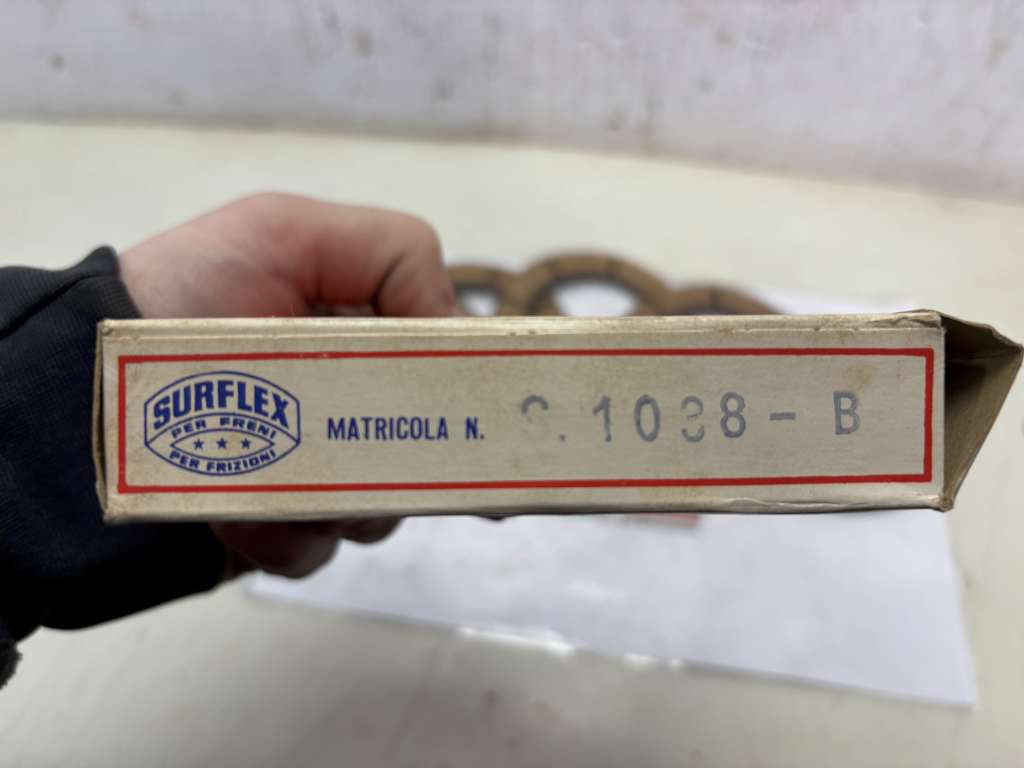 SURFLEX
PER FRENI
PER FRIZIONI
MATRICOLA N. S. 1038 - B